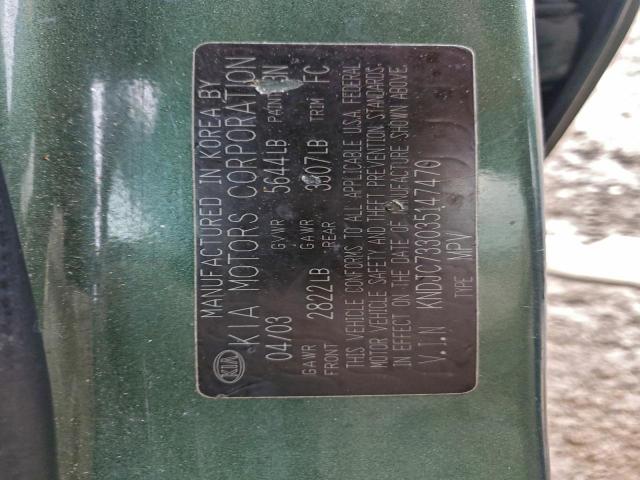 MANUFACTURED IN KOREA BY
KIA MOTORS CORPORATION
04/03 GVWR 5644LB PAINT
GAWR FRONT 2822LB GAWR REAR 3307LB TRIM FC
THIS VEHICLE CONFORMS TO ALL APPLICABLE U.S.A. FEDERAL
MOTOR VEHICLE SAFETY AND THEFT PREVENTION STANDARDS
IN EFFECT ON THE DATE OF MANUFACTURE SHOWN ABOVE.
V.I.N KNDJC733035147470
TYPE MPV
KIA